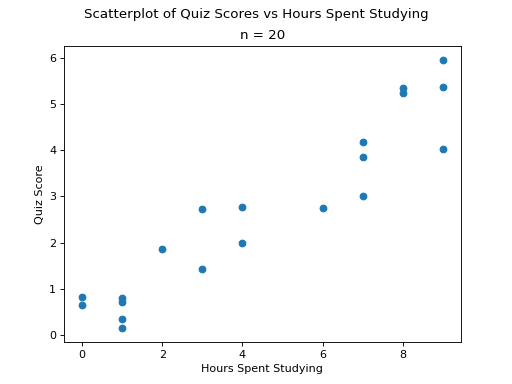 Scatterplot of Quiz Scores vs Hours Spent Studying
n = 20
6
5
4
3
2
1
0
Quiz Score
0 2 4 6 8
Hours Spent Studying